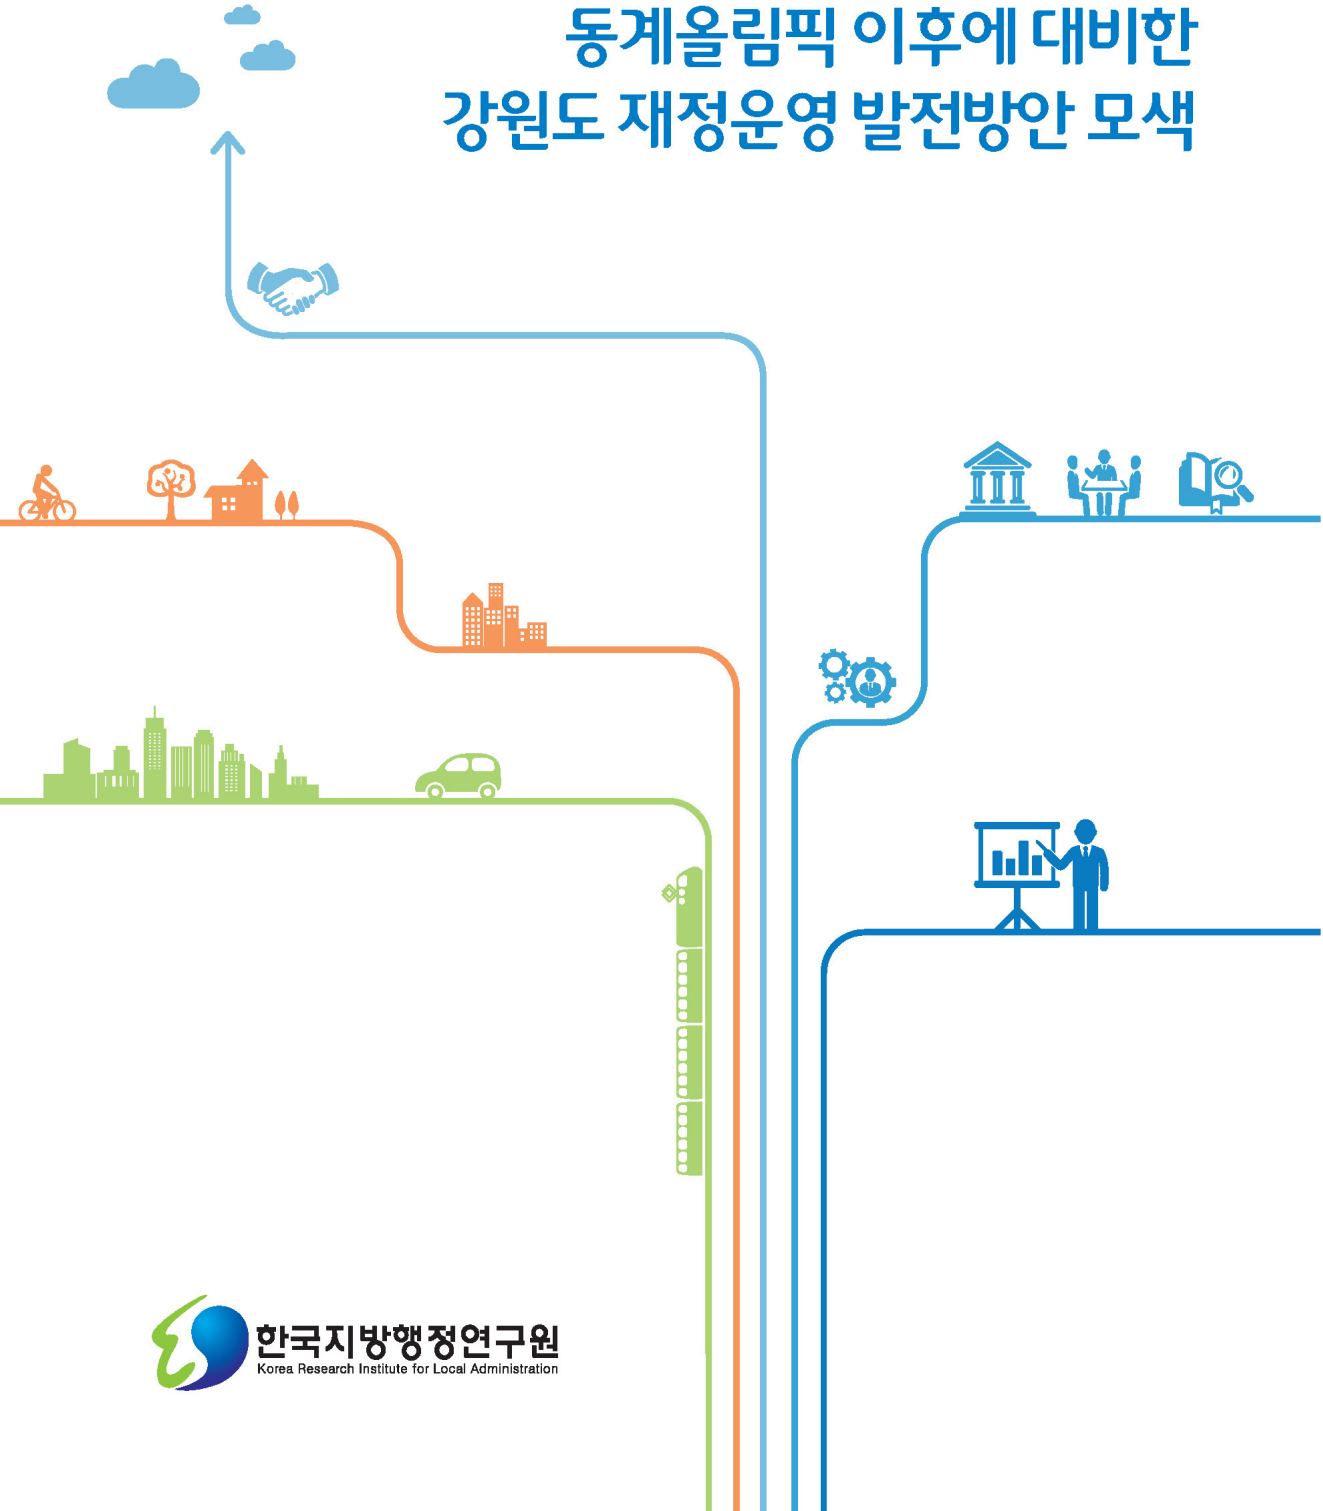 동계올림픽 이후에 대비한
강원도 재정운영 발전방안 모색
한국지방행정연구원
Korea Research Institute for Local Administration